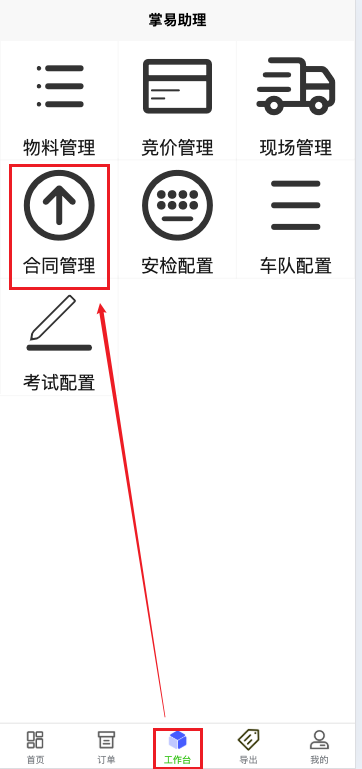 掌易助理
物料管理
竞价管理
现场管理
合同管理
安检配置
车队配置
考试配置
首页
订单
工作台
导出
我的